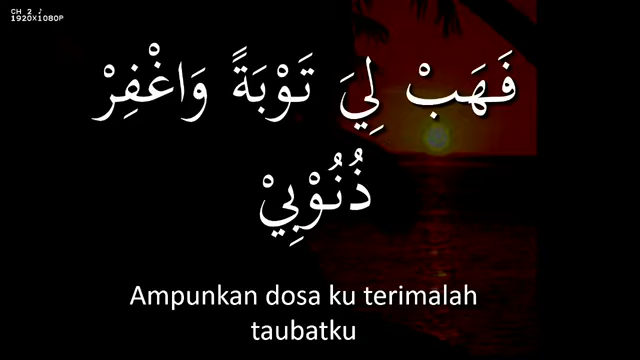 CH 2 ♪
1920X1080P
فَهَبْ لِيَ تَوْبَةً وَاغْفِرْ
ذُنُوْبِيْ
Ampunkan dosa ku terimalah
taubatku